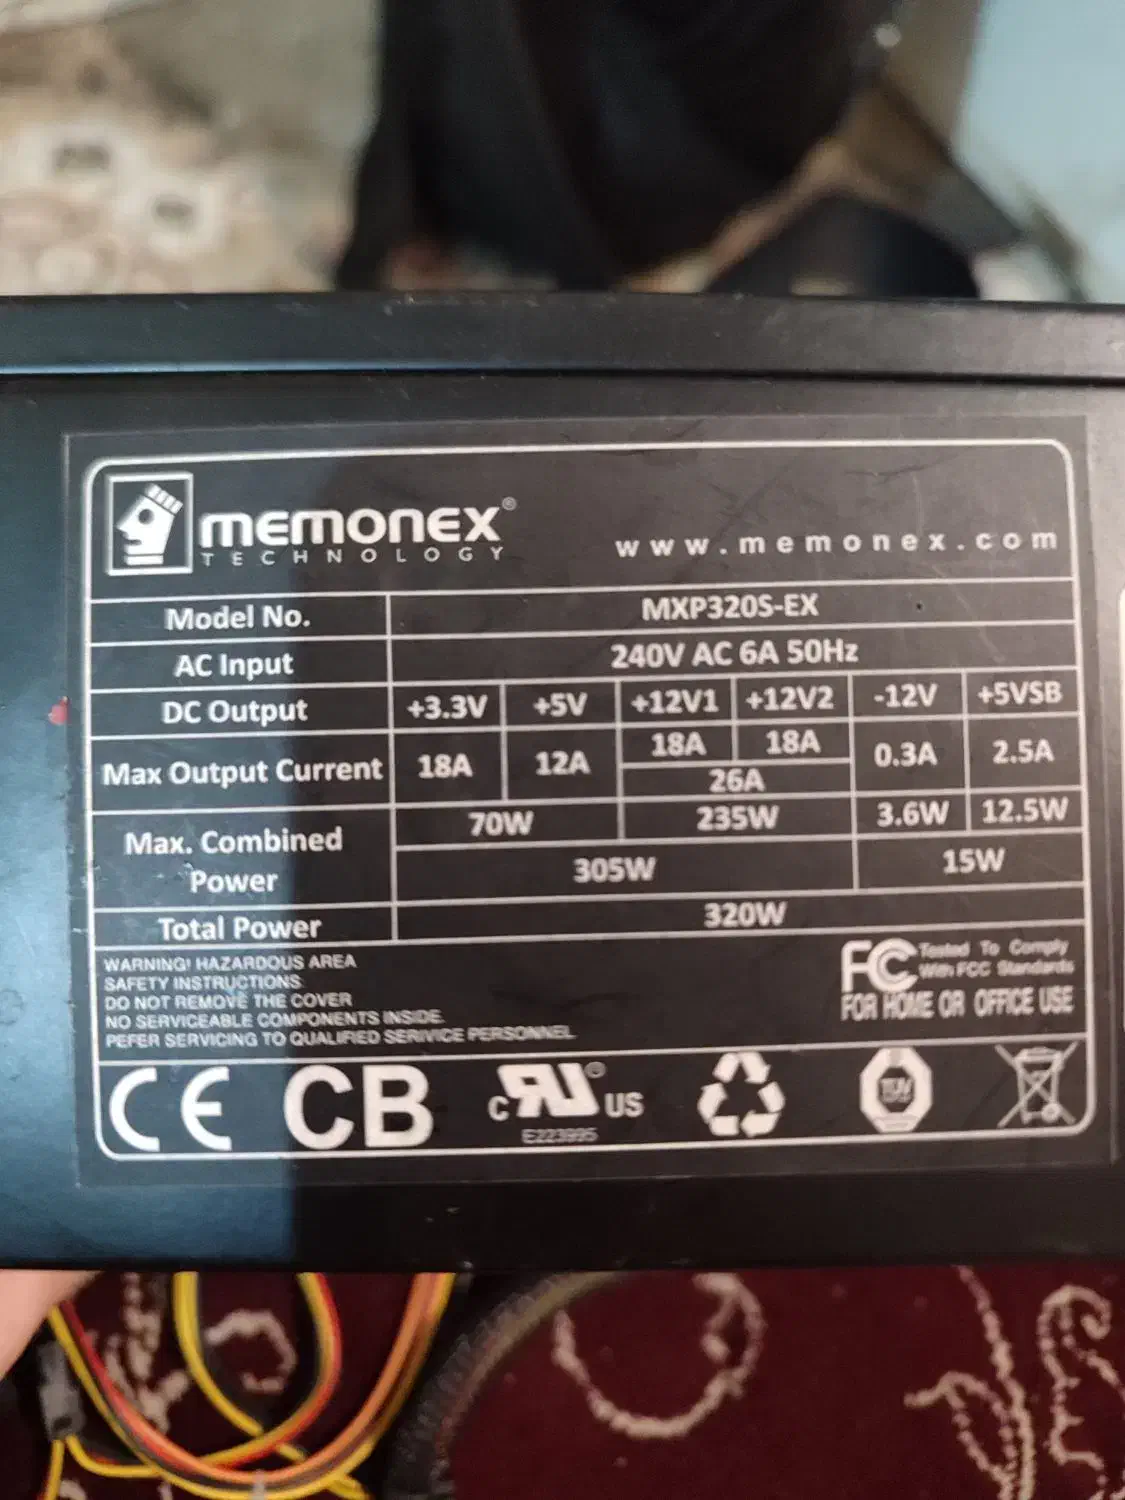 MEMONEX®
TECHNOLOGY
www.memonex.com
Model No. MXP320S-EX
AC Input 240V AC 6A 50Hz
DC Output +3.3V +5V +12V1 +12V2 -12V +5VSB
Max Output Current 18A 12A 18A 18A 0.3A 2.5A
26A
Max. Combined Power 70W 235W 3.6W 12.5W
305W 15W
Total Power 320W
WARNING! HAZARDOUS AREA
SAFETY INSTRUCTIONS:
DO NOT REMOVE THE COVER
NO SERVICEABLE COMPONENTS INSIDE.
PEFER SERVICING TO QUALIFIED SERIVICE PERSONNEL
FC Tested To Comply
With FCC Standards
FOR HOME OR OFFICE USE
CE CB c RU ® US TUV
E223995